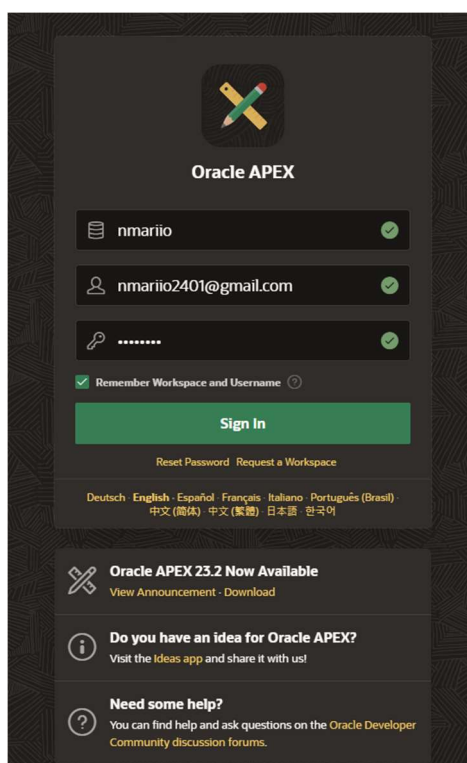 Oracle APEX
nmariio
nmariio2401@gmail.com
••••••••
Remember Workspace and Username ?
Sign In
Reset Password Request a Workspace
Deutsch · English · Español · Français · Italiano · Português (Brasil) ·
中文 (简体) · 中文 (繁體) · 日本語 · 한국어
Oracle APEX 23.2 Now Available
View Announcement - Download
Do you have an idea for Oracle APEX?
Visit the Ideas app and share it with us!
Need some help?
You can find help and ask questions on the Oracle Developer
Community discussion forums.